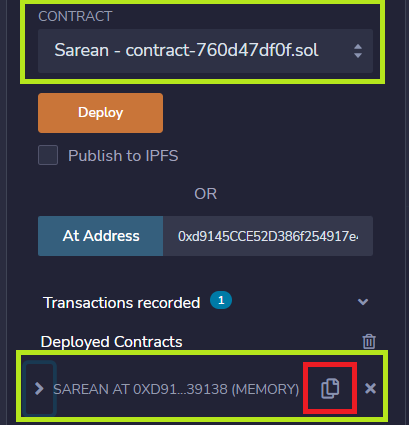 CONTRACT
Sarean - contract-760d47df0f.sol
Deploy
Publish to IPFS
OR
At Address 0xd9145CCE52D386f254917e
Transactions recorded 1
Deployed Contracts
SAREAN AT 0XD91...39138 (MEMORY)